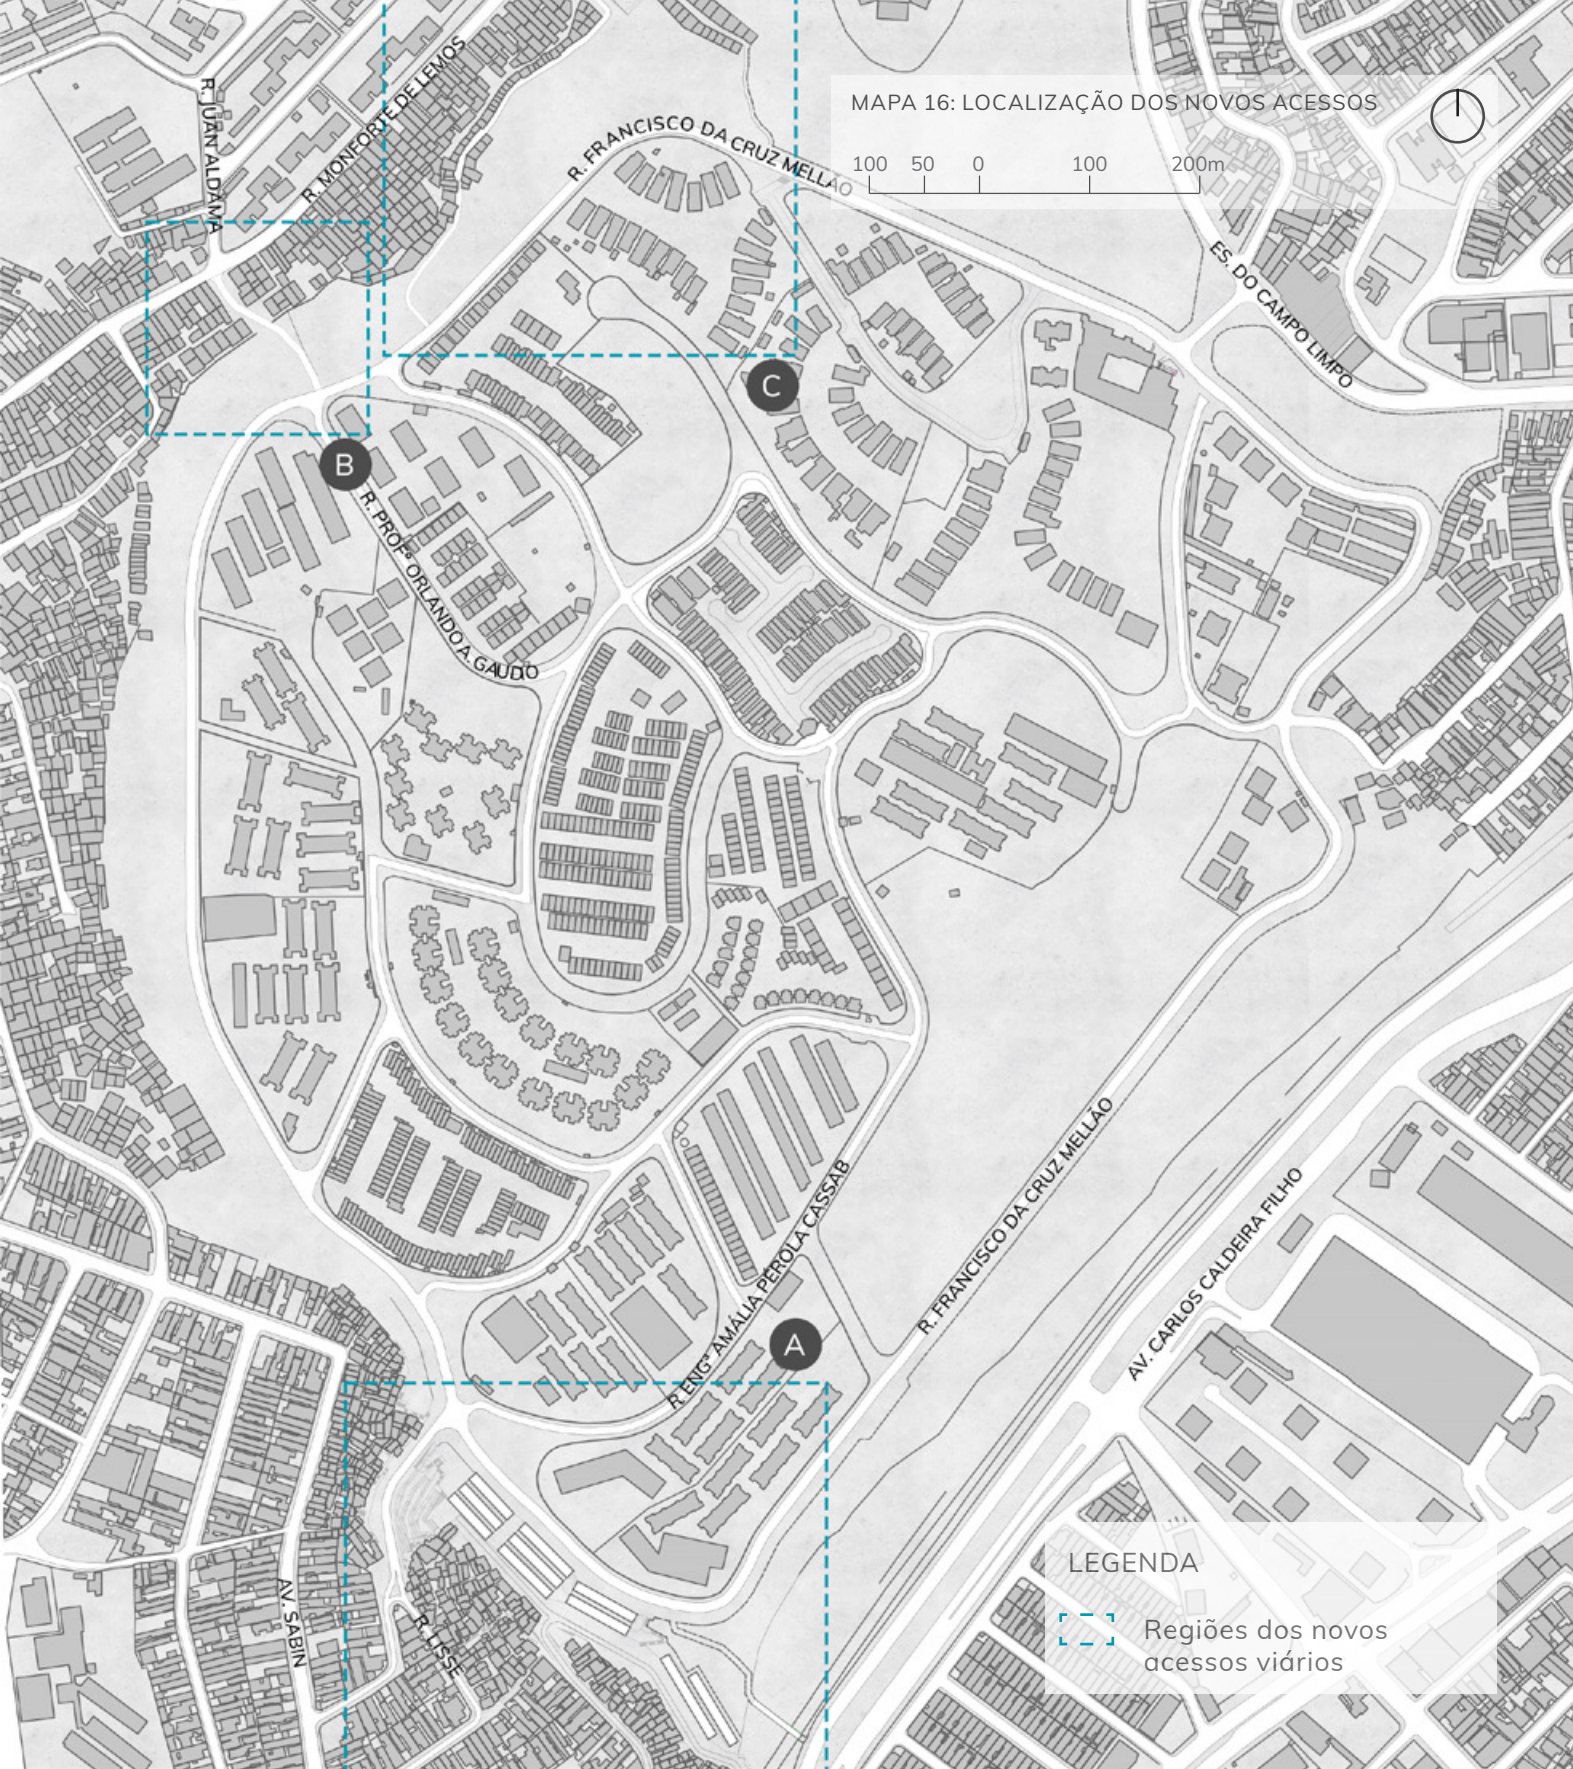 MAPA 16: LOCALIZAÇÃO DOS NOVOS ACESSOS
100 50 0 100 200m
R. JUAN ALDAMA
R. MONFORTE DE LEMOS
R. FRANCISCO DA CRUZ MELLÃO
ES. DO CAMPO LIMPO
C
B
R. PROFº ORLANDO A. GAUDO
R. FRANCISCO DA CRUZ MELLÃO
AV. CARLOS CALDEIRA FILHO
R ENGª AMÁLIA PÉROLA CASSAB
A
AV. SABIN
R. LISSE
LEGENDA
Regiões dos novos
acessos viários